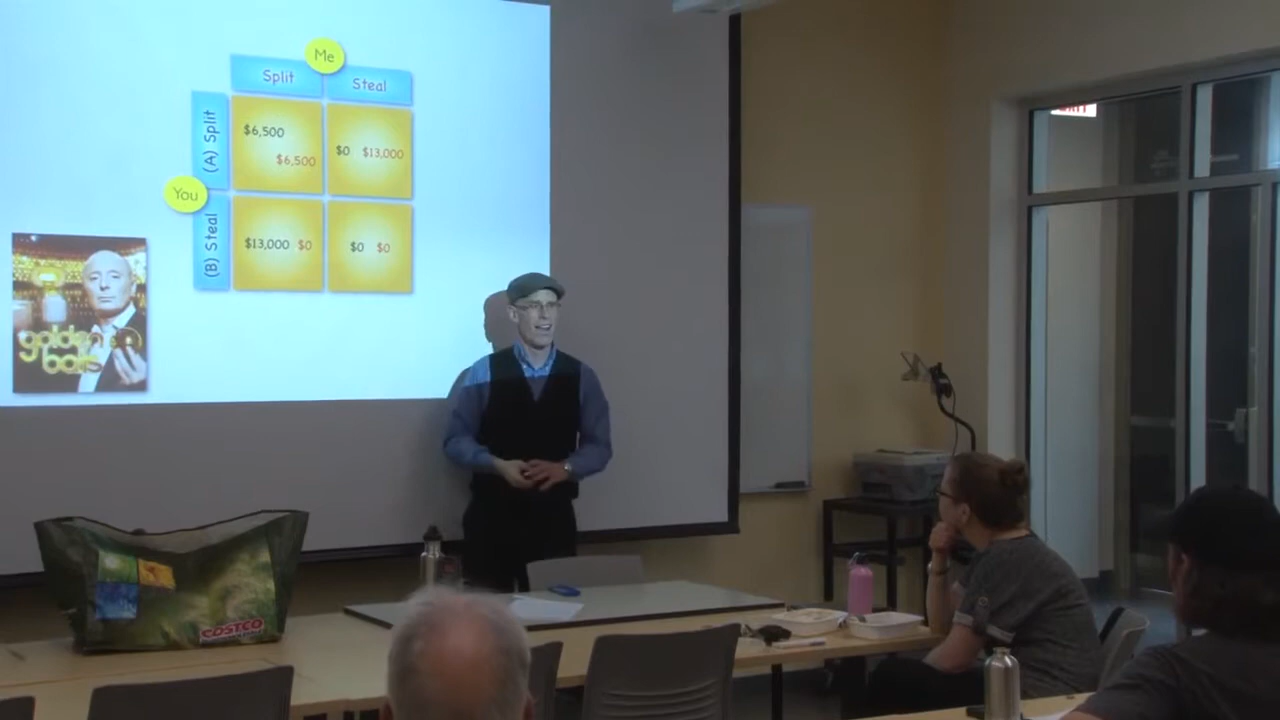 Me
Split Steal
(A) Split
$6,500
$6,500
$0 $13,000
You
(B) Steal
$13,000 $0
$0 $0
golden
balls
COSTCO